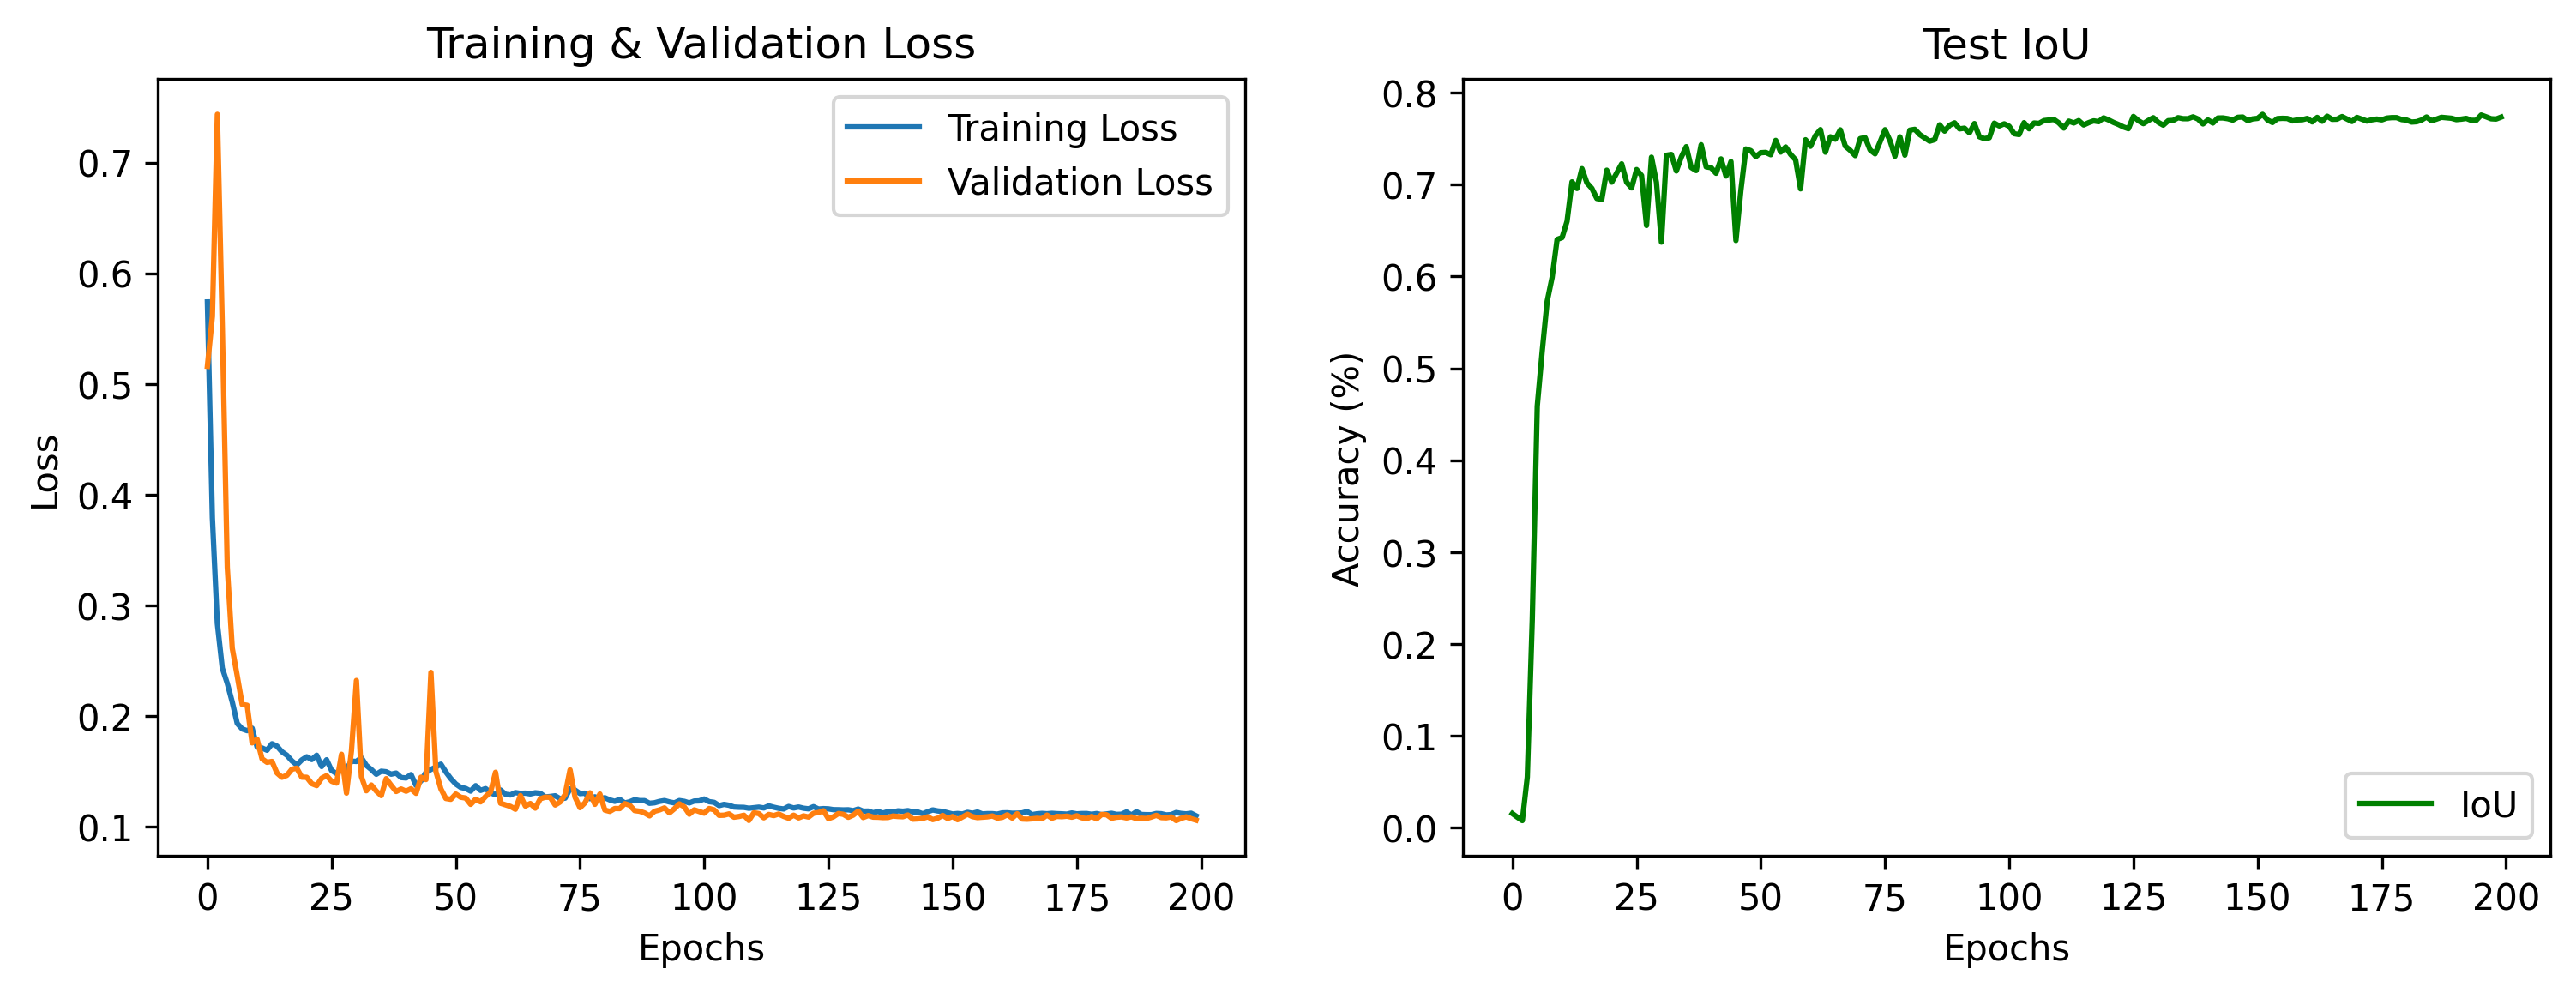 Training & Validation Loss
Training Loss
Validation Loss
0.7
0.6
0.5
0.4
0.3
0.2
0.1
Loss
0 25 50 75 100 125 150 175 200
Epochs
Test IoU
0.8
0.7
0.6
0.5
0.4
0.3
0.2
0.1
0.0
Accuracy (%)
IoU
0 25 50 75 100 125 150 175 200
Epochs